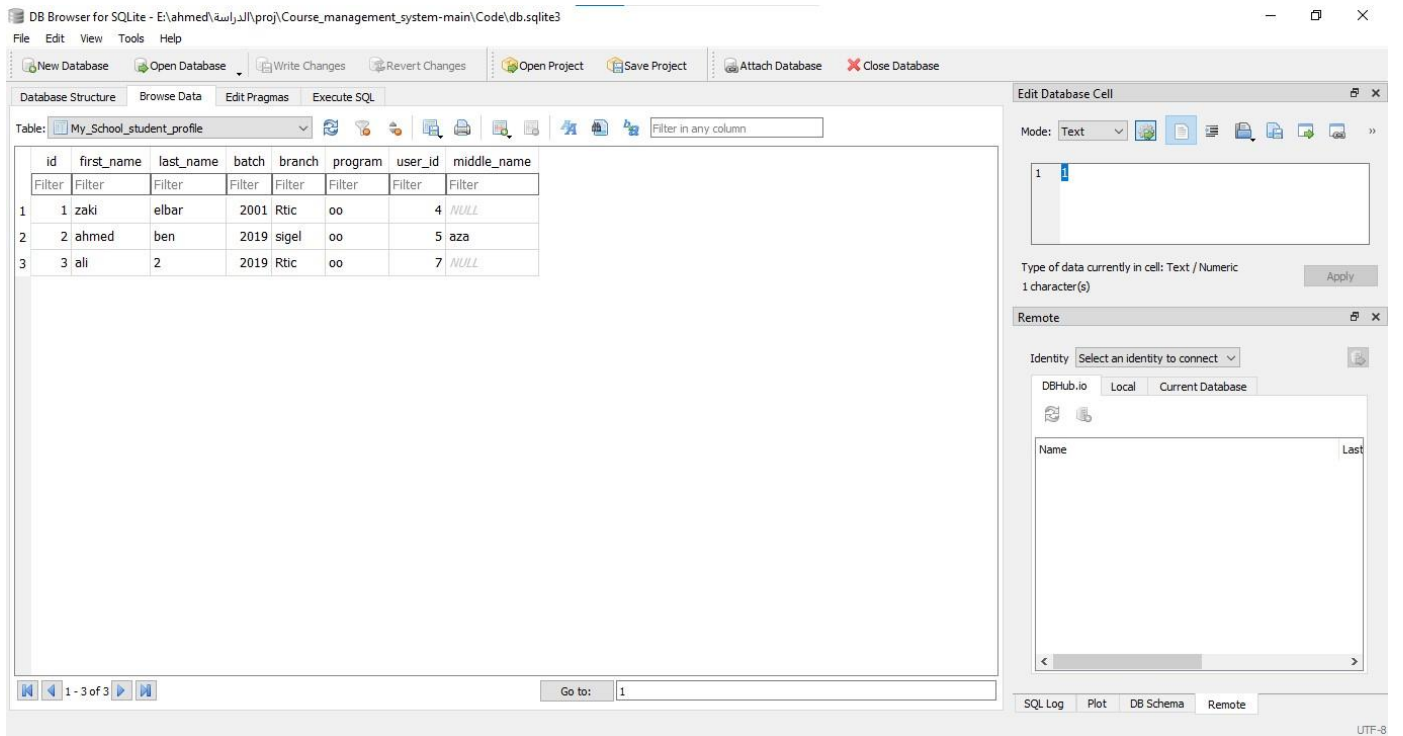 DB Browser for SQLite - E:\ahmed\الدراسة\proj\Course_management_system-main\Code\db.sqlite3
File Edit View Tools Help
New Database Open Database Write Changes Revert Changes Open Project Save Project Attach Database Close Database
Database Structure Browse Data Edit Pragmas Execute SQL
Table: My_School_student_profile Filter in any column
id first_name last_name batch branch program user_id middle_name
Filter Filter Filter Filter Filter Filter Filter Filter
1 1 zaki elbar 2001 Rtic oo 4 NULL
2 2 ahmed ben 2019 sigel oo 5 aza
3 3 ali 2 2019 Rtic oo 7 NULL
1 - 3 of 3 Go to: 1
Edit Database Cell
Mode: Text
1 1
Type of data currently in cell: Text / Numeric
1 character(s)
Apply
Remote
Identity Select an identity to connect
DBHub.io Local Current Database
Name Last
SQL Log Plot DB Schema Remote
UTF-8